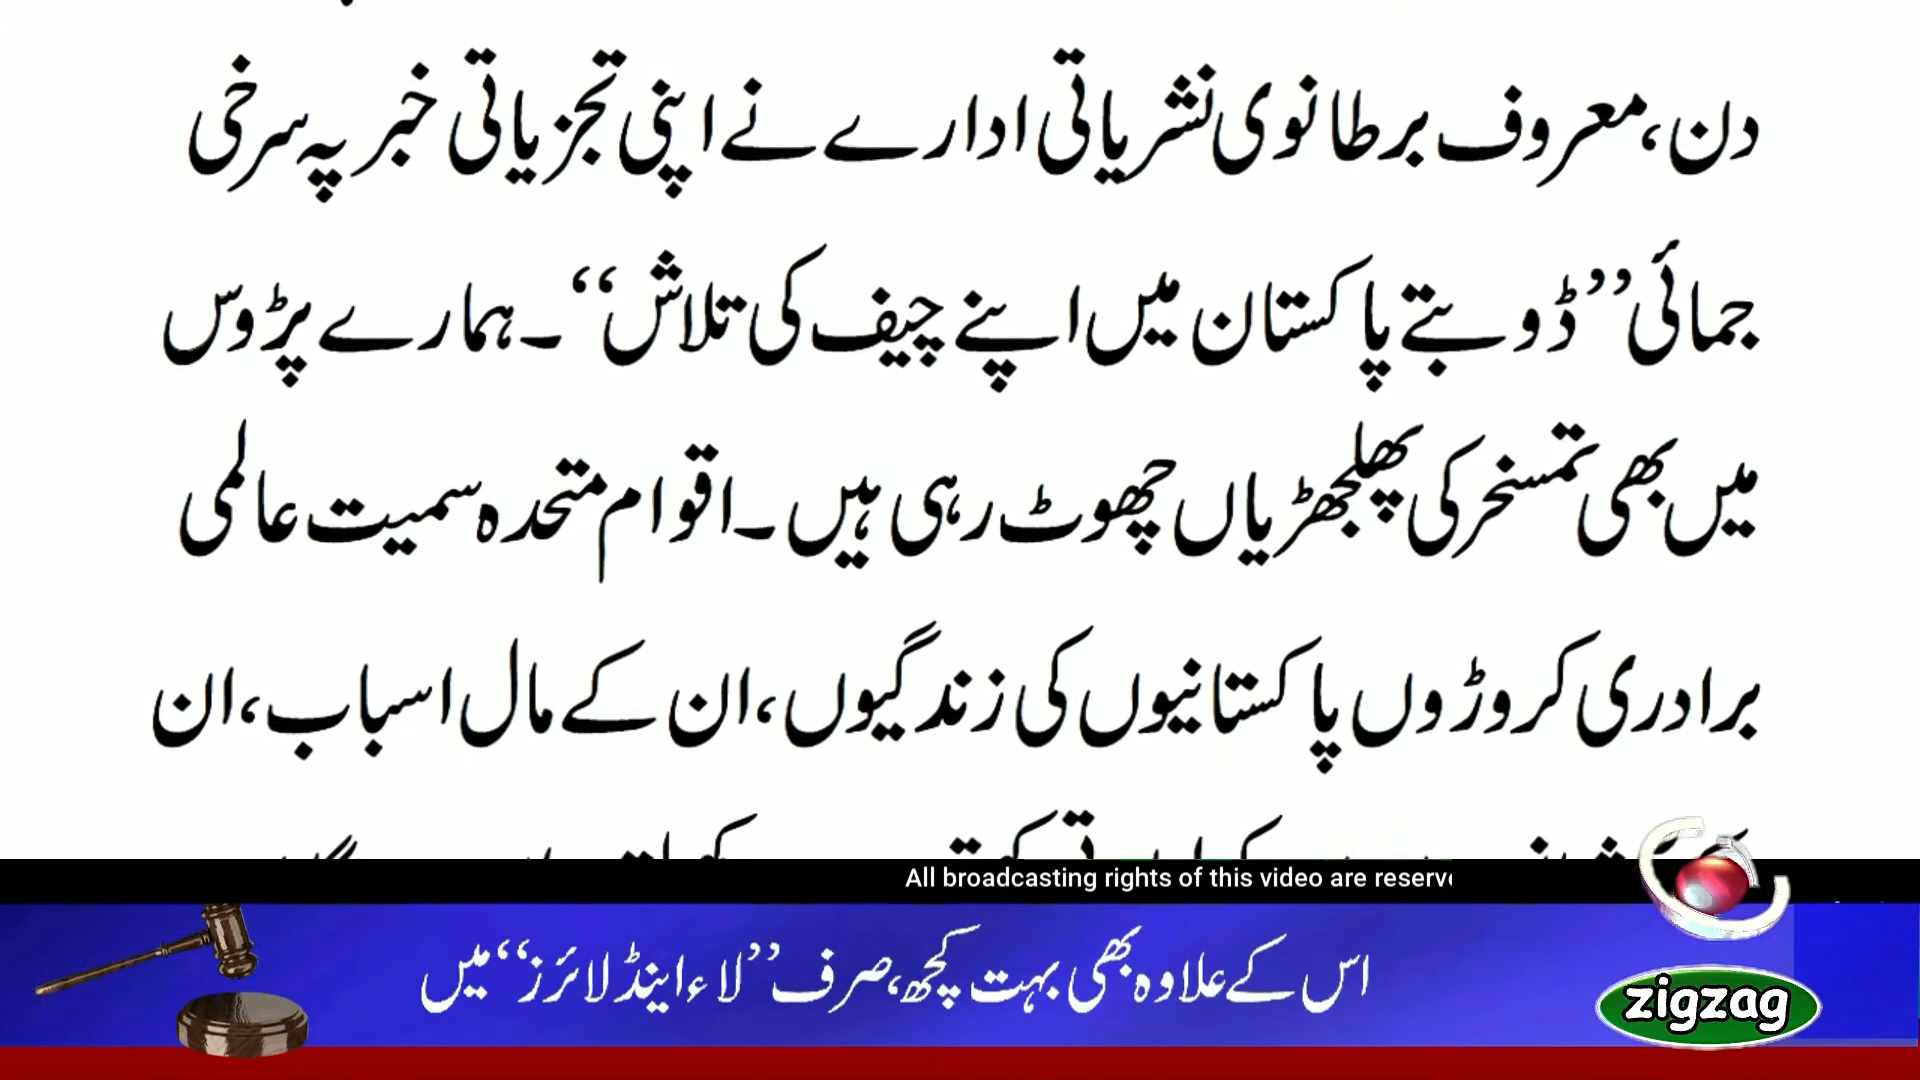 دن، معروف برطانوی نشریاتی ادارے نے اپنی تجزیاتی خبر پہ سرخی
جمائی ’’ڈوبتے پاکستان میں اپنے چیف کی تلاش‘‘۔ ہمارے پڑوس
میں بھی تمسخر کی پھلجھڑیاں چھوٹ رہی ہیں۔ اقوام متحدہ سمیت عالمی
برادری کروڑوں پاکستانیوں کی زندگیوں، ان کے مال اسباب، ان
All broadcasting rights of this video are reserve
اس کے علاوہ بھی بہت کچھ، صرف ’’لاء اینڈ لائرز‘‘ میں
zigzag